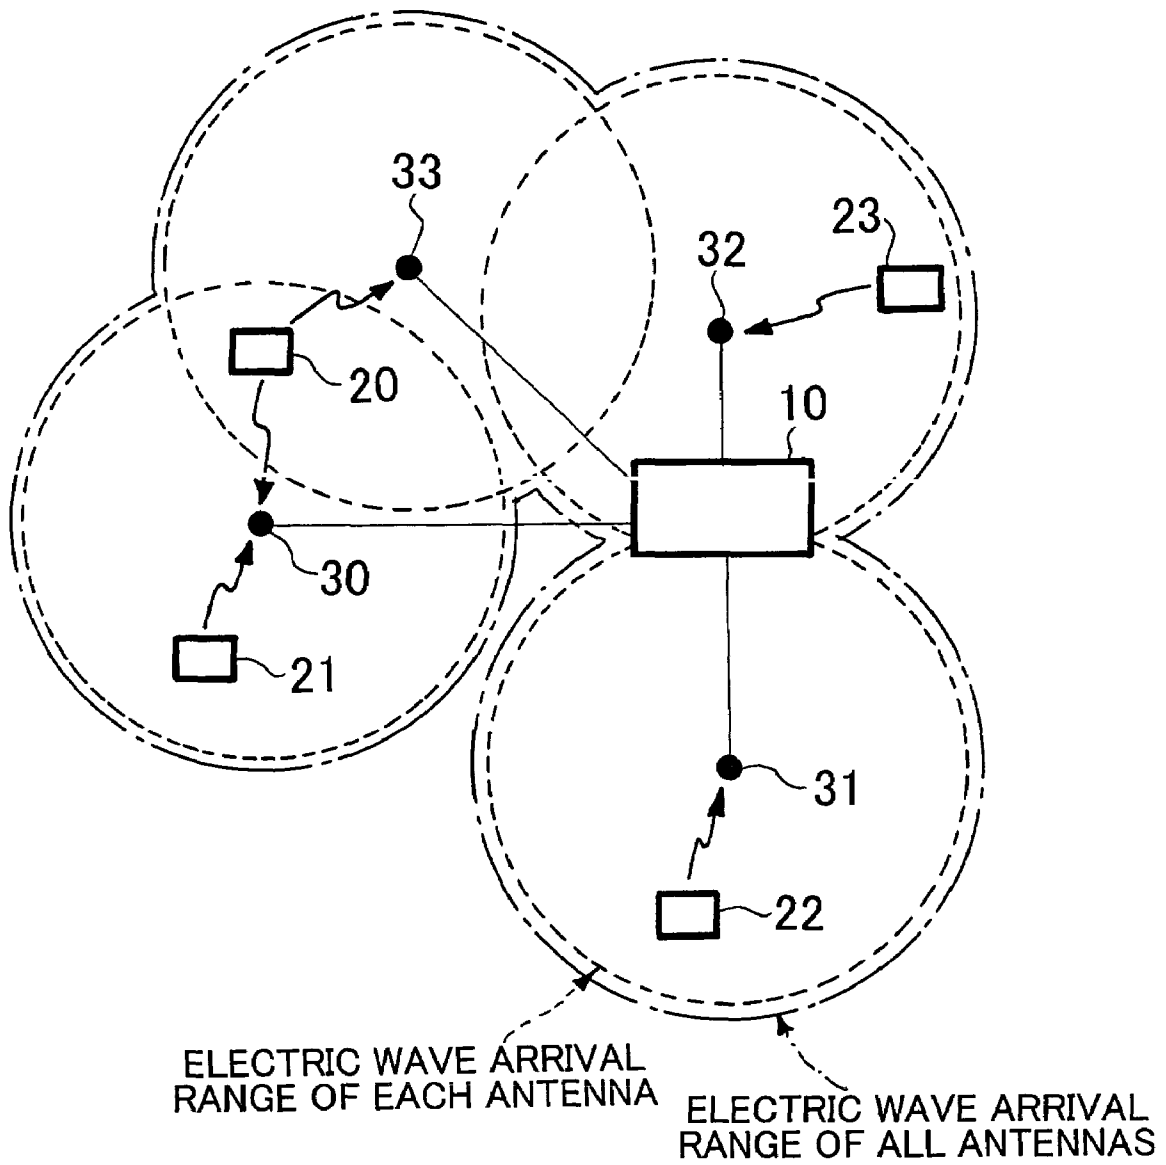 33
32
23
20
10
30
21
31
22
ELECTRIC WAVE ARRIVAL
RANGE OF EACH ANTENNA
ELECTRIC WAVE ARRIVAL
RANGE OF ALL ANTENNAS